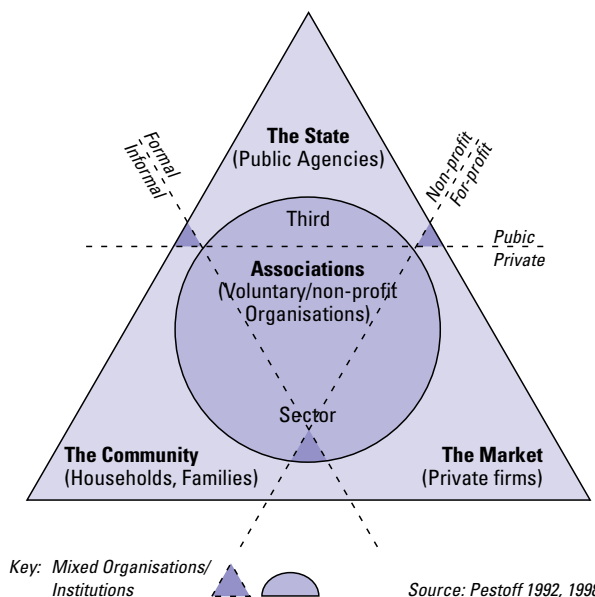 The State
(Public Agencies)
Formal
Informal
Non-profit
For-profit
Third
Pubic
Private
Associations
(Voluntary/non-profit
Organisations)
Sector
The Community
(Households, Families)
The Market
(Private firms)
Key: Mixed Organisations/
Institutions
Source: Pestoff 1992, 1998